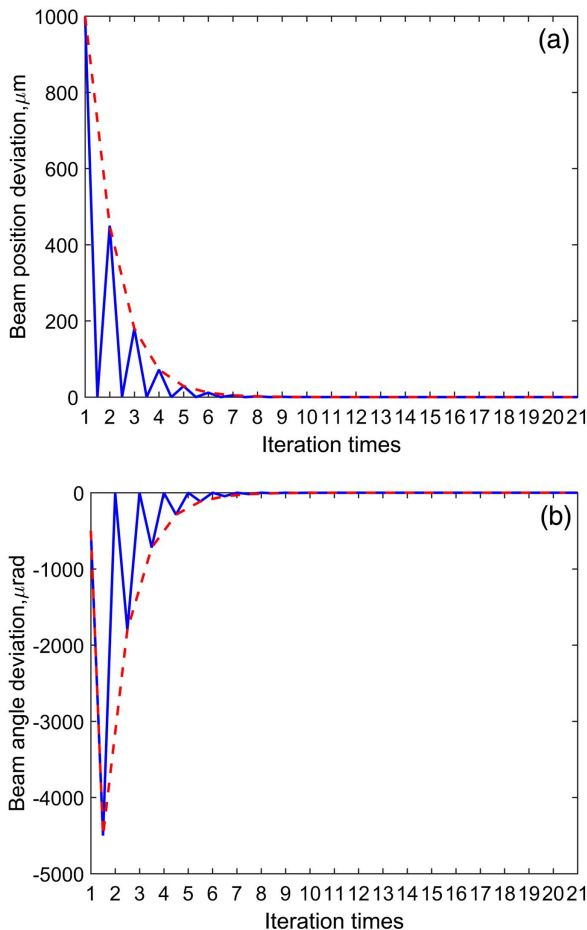 (a)
1000
800
600
400
200
0
Beam position deviation,μm
1 2 3 4 5 6 7 8 9 10 11 12 13 14 15 16 17 18 19 20 21
Iteration times
(b)
0
-1000
-2000
-3000
-4000
-5000
Beam angle deviation,μrad
1 2 3 4 5 6 7 8 9 10 11 12 13 14 15 16 17 18 19 20 21
Iteration times